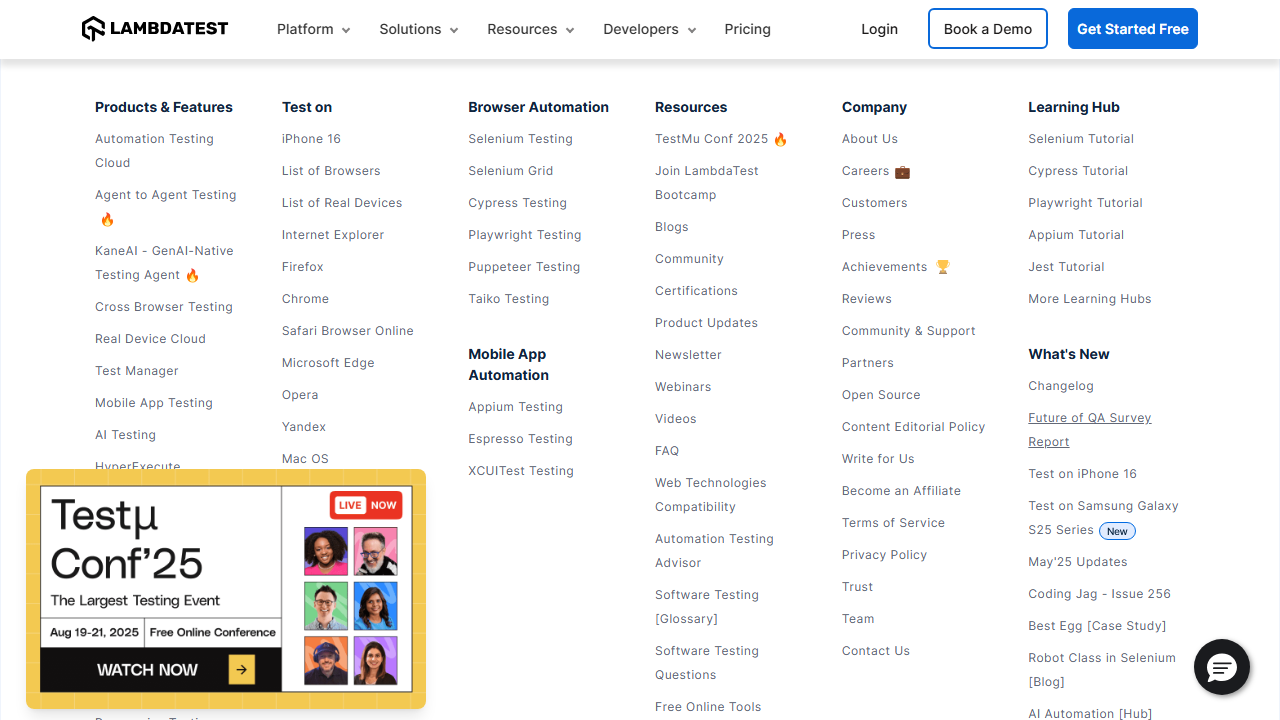 LAMBDATEST
Platform
Solutions
Resources
Developers
Pricing
Login
Book a Demo
Get Started Free
Products & Features
Automation Testing
Cloud
Agent to Agent Testing
🔥
KaneAI - GenAI-Native
Testing Agent 🔥
Cross Browser Testing
Real Device Cloud
Test Manager
Mobile App Testing
AI Testing
HyperExecute
Test on
iPhone 16
List of Browsers
List of Real Devices
Internet Explorer
Firefox
Chrome
Safari Browser Online
Microsoft Edge
Opera
Yandex
Mac OS
Browser Automation
Selenium Testing
Selenium Grid
Cypress Testing
Playwright Testing
Puppeteer Testing
Taiko Testing
Mobile App
Automation
Appium Testing
Espresso Testing
XCUITest Testing
Resources
TestMu Conf 2025 🔥
Join LambdaTest
Bootcamp
Blogs
Community
Certifications
Product Updates
Newsletter
Webinars
Videos
FAQ
Web Technologies
Compatibility
Automation Testing
Advisor
Software Testing
[Glossary]
Software Testing
Questions
Free Online Tools
Company
About Us
Careers 💼
Customers
Press
Achievements 🏆
Reviews
Community & Support
Partners
Open Source
Content Editorial Policy
Write for Us
Become an Affiliate
Terms of Service
Privacy Policy
Trust
Team
Contact Us
Learning Hub
Selenium Tutorial
Cypress Tutorial
Playwright Tutorial
Appium Tutorial
Jest Tutorial
More Learning Hubs
What's New
Changelog
Future of QA Survey
Report
Test on iPhone 16
Test on Samsung Galaxy
S25 Series New
May'25 Updates
Coding Jag - Issue 256
Best Egg [Case Study]
Robot Class in Selenium
[Blog]
AI Automation [Hub]
Testμ
Conf'25
The Largest Testing Event
Aug 19-21, 2025
Free Online Conference
WATCH NOW
LIVE NOW